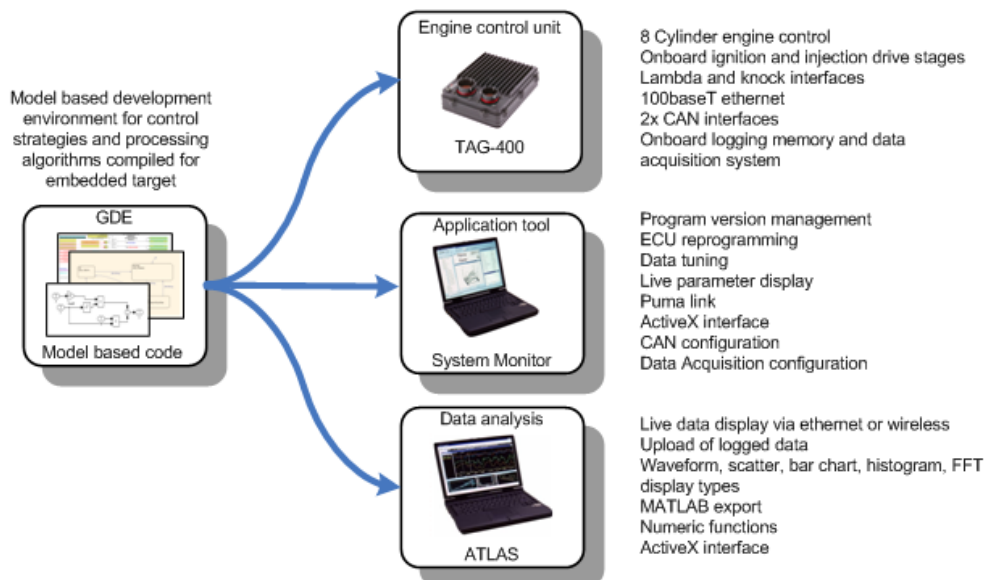 Model based development
environment for control
strategies and processing
algorithms compiled for
embedded target
GDE
Model based code
Engine control unit
TAG-400
8 Cylinder engine control
Onboard ignition and injection drive stages
Lambda and knock interfaces
100baseT ethernet
2x CAN interfaces
Onboard logging memory and data
acquisition system
Application tool
System Monitor
Program version management
ECU reprogramming
Data tuning
Live parameter display
Puma link
ActiveX interface
CAN configuration
Data Acquisition configuration
Data analysis
ATLAS
Live data display via ethernet or wireless
Upload of logged data
Waveform, scatter, bar chart, histogram, FFT
display types
MATLAB export
Numeric functions
ActiveX interface